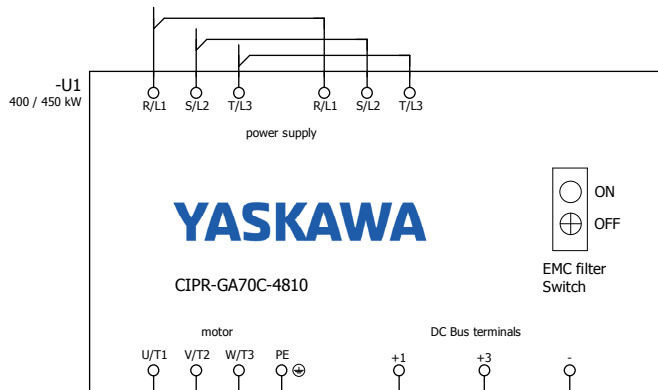 -U1
400 / 450 kW
R/L1 S/L2 T/L3 R/L1 S/L2 T/L3
power supply
YASKAWA
ON
OFF
EMC filter
Switch
CIPR-GA70C-4810
motor DC Bus terminals
U/T1 V/T2 W/T3 PE +1 +3 -